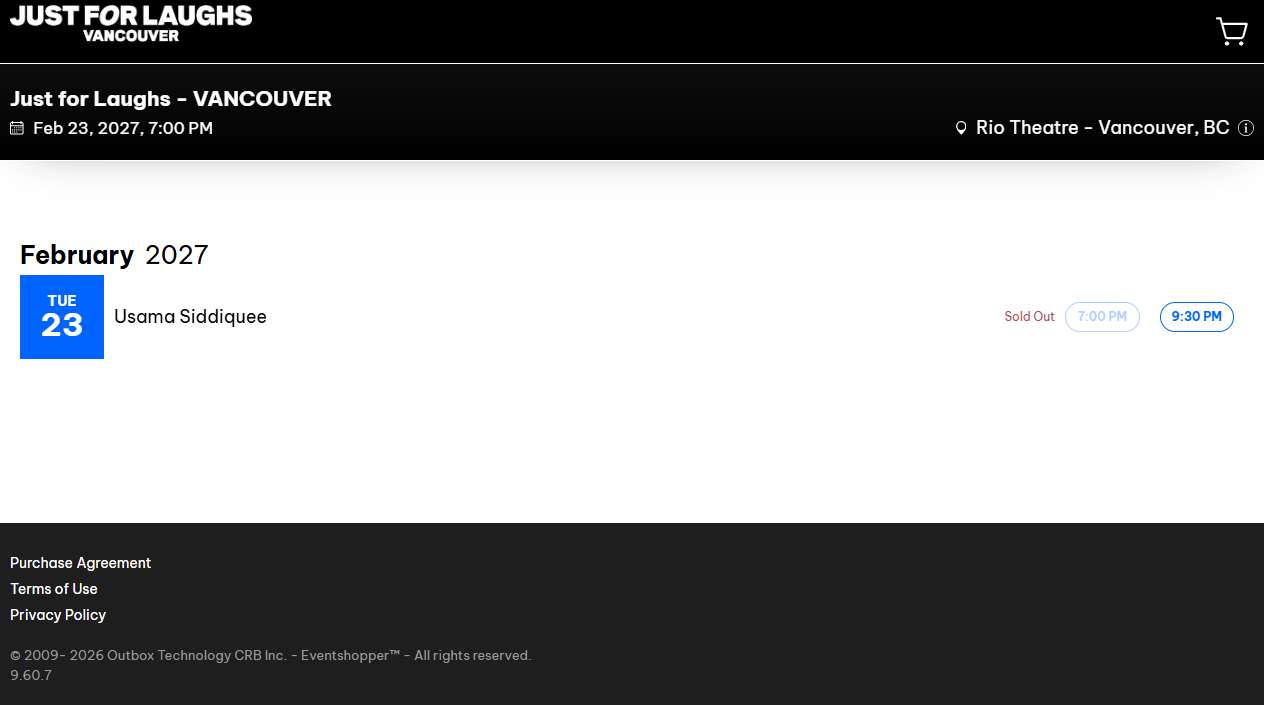 JUST FOR LAUGHS
VANCOUVER
Just for Laughs - VANCOUVER
Feb 23, 2027, 7:00 PM
Rio Theatre - Vancouver, BC
February 2027
TUE
23
Usama Siddiquee
Sold Out 7:00 PM 9:30 PM
Purchase Agreement
Terms of Use
Privacy Policy
© 2009- 2026 Outbox Technology CRB Inc. - Eventshopper™ - All rights reserved.
9.60.7